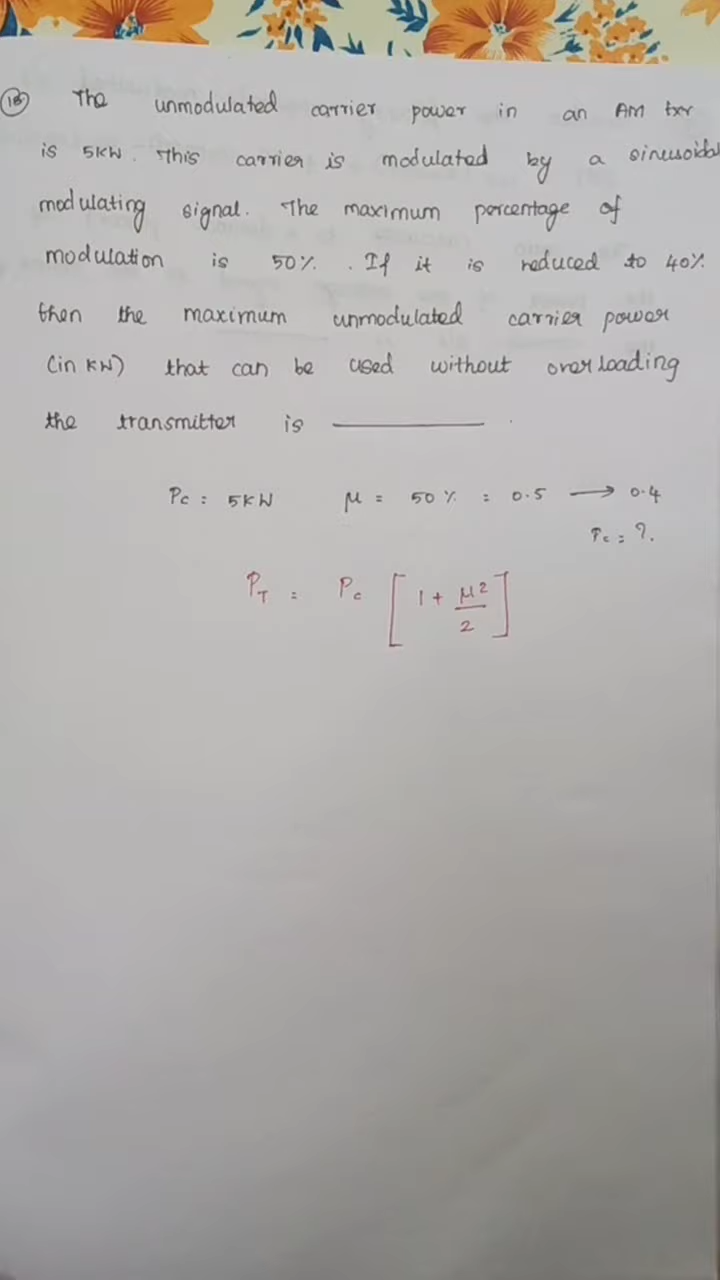 (18) The unmodulated carrier power in an AM txr
is 5KW. This carrier is modulated by a sinusoidal
modulating signal. The maximum percentage of
modulation is 50%. If it is reduced to 40%
then the maximum unmodulated carrier power
(in KW) that can be used without overloading
the transmitter is ________.
Pc = 5KW μ = 50% = 0.5 → 0.4
Pc = ?.
P_T = Pc [1 + μ²/2]